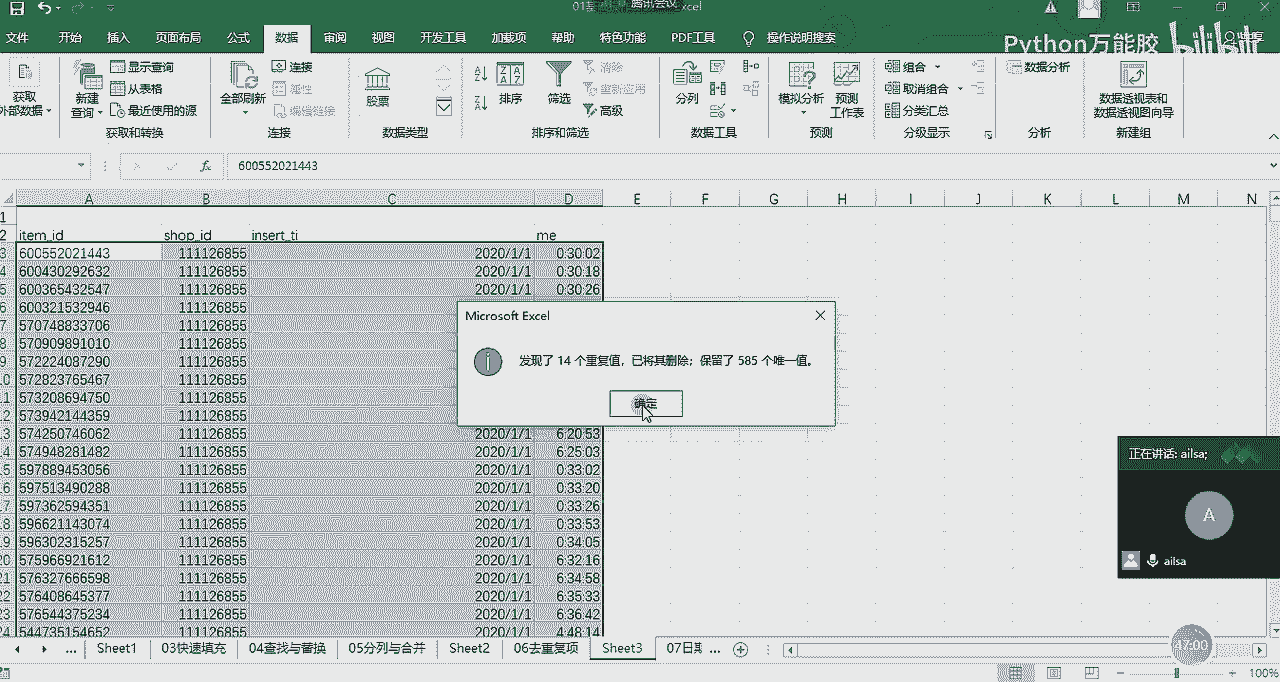 腾讯会议
Python万能胶 bilibili
文件 开始 插入 页面布局 公式 数据 审阅 视图 开发工具 加载项 帮助 特色功能 PDF工具 操作说明搜索
获取
外部数据
新建
查询
显示查询
从表格
最近使用的源
获取和转换
全部刷新
连接
属性
编辑链接
连接
股票
数据类型
排序
筛选
清除
重新应用
高级
排序和筛选
分列
数据工具
模拟分析
预测
工作表
预测
组合
取消组合
分类汇总
分级显示
数据分析
分析
数据透视表和
数据透视图向导
新建组
fx 600552021443
A B C D E F G H I J K L M N
1
2 item_id shop_id insert_ti me
3 600552021443 111126855 2020/1/1 0:30:02
4 600430292632 111126855 2020/1/1 0:30:18
5 600365432547 111126855 2020/1/1 0:30:26
6 600321532946 111126855
7 570748833706 111126855
8 570909891010 111126855
9 572224087290 111126855
10 572823765467 111126855
11 573208694750 111126855
12 573942144359 111126855
13 574250746062 111126855 2020/1/1 6:20:53
14 574948281482 111126855 2020/1/1 6:25:03
15 597889453056 111126855 2020/1/1 0:33:02
16 597513490288 111126855 2020/1/1 0:33:20
17 597362594351 111126855 2020/1/1 0:33:26
18 596621143074 111126855 2020/1/1 0:33:53
19 596302315257 111126855 2020/1/1 0:34:05
20 575966921612 111126855 2020/1/1 6:32:16
21 576327666598 111126855 2020/1/1 6:34:58
22 576408645377 111126855 2020/1/1 6:35:33
23 576544375234 111126855 2020/1/1 6:36:42
24 544735154652 111126855 2020/1/1 4:48:14
Microsoft Excel
发现了 14 个重复值，已将其删除；保留了 585 个唯一值。
确定
正在讲话: ailsa;
A
ailsa
... Sheet1 03快速填充 04查找与替换 05分列与合并 Sheet2 06去重复项 Sheet3 07日期 ...
47:00
100%